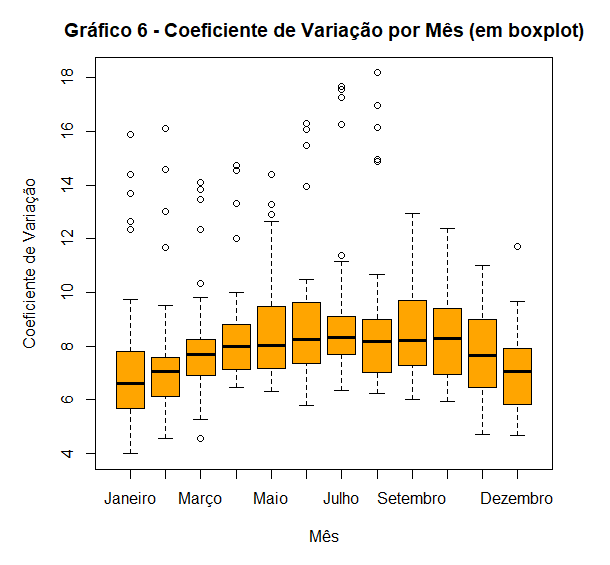 Gráfico 6 - Coeficiente de Variação por Mês (em boxplot)
18
16
14
12
10
8
6
4
Coeficiente de Variação
Janeiro Março Maio Julho Setembro Dezembro
Mês